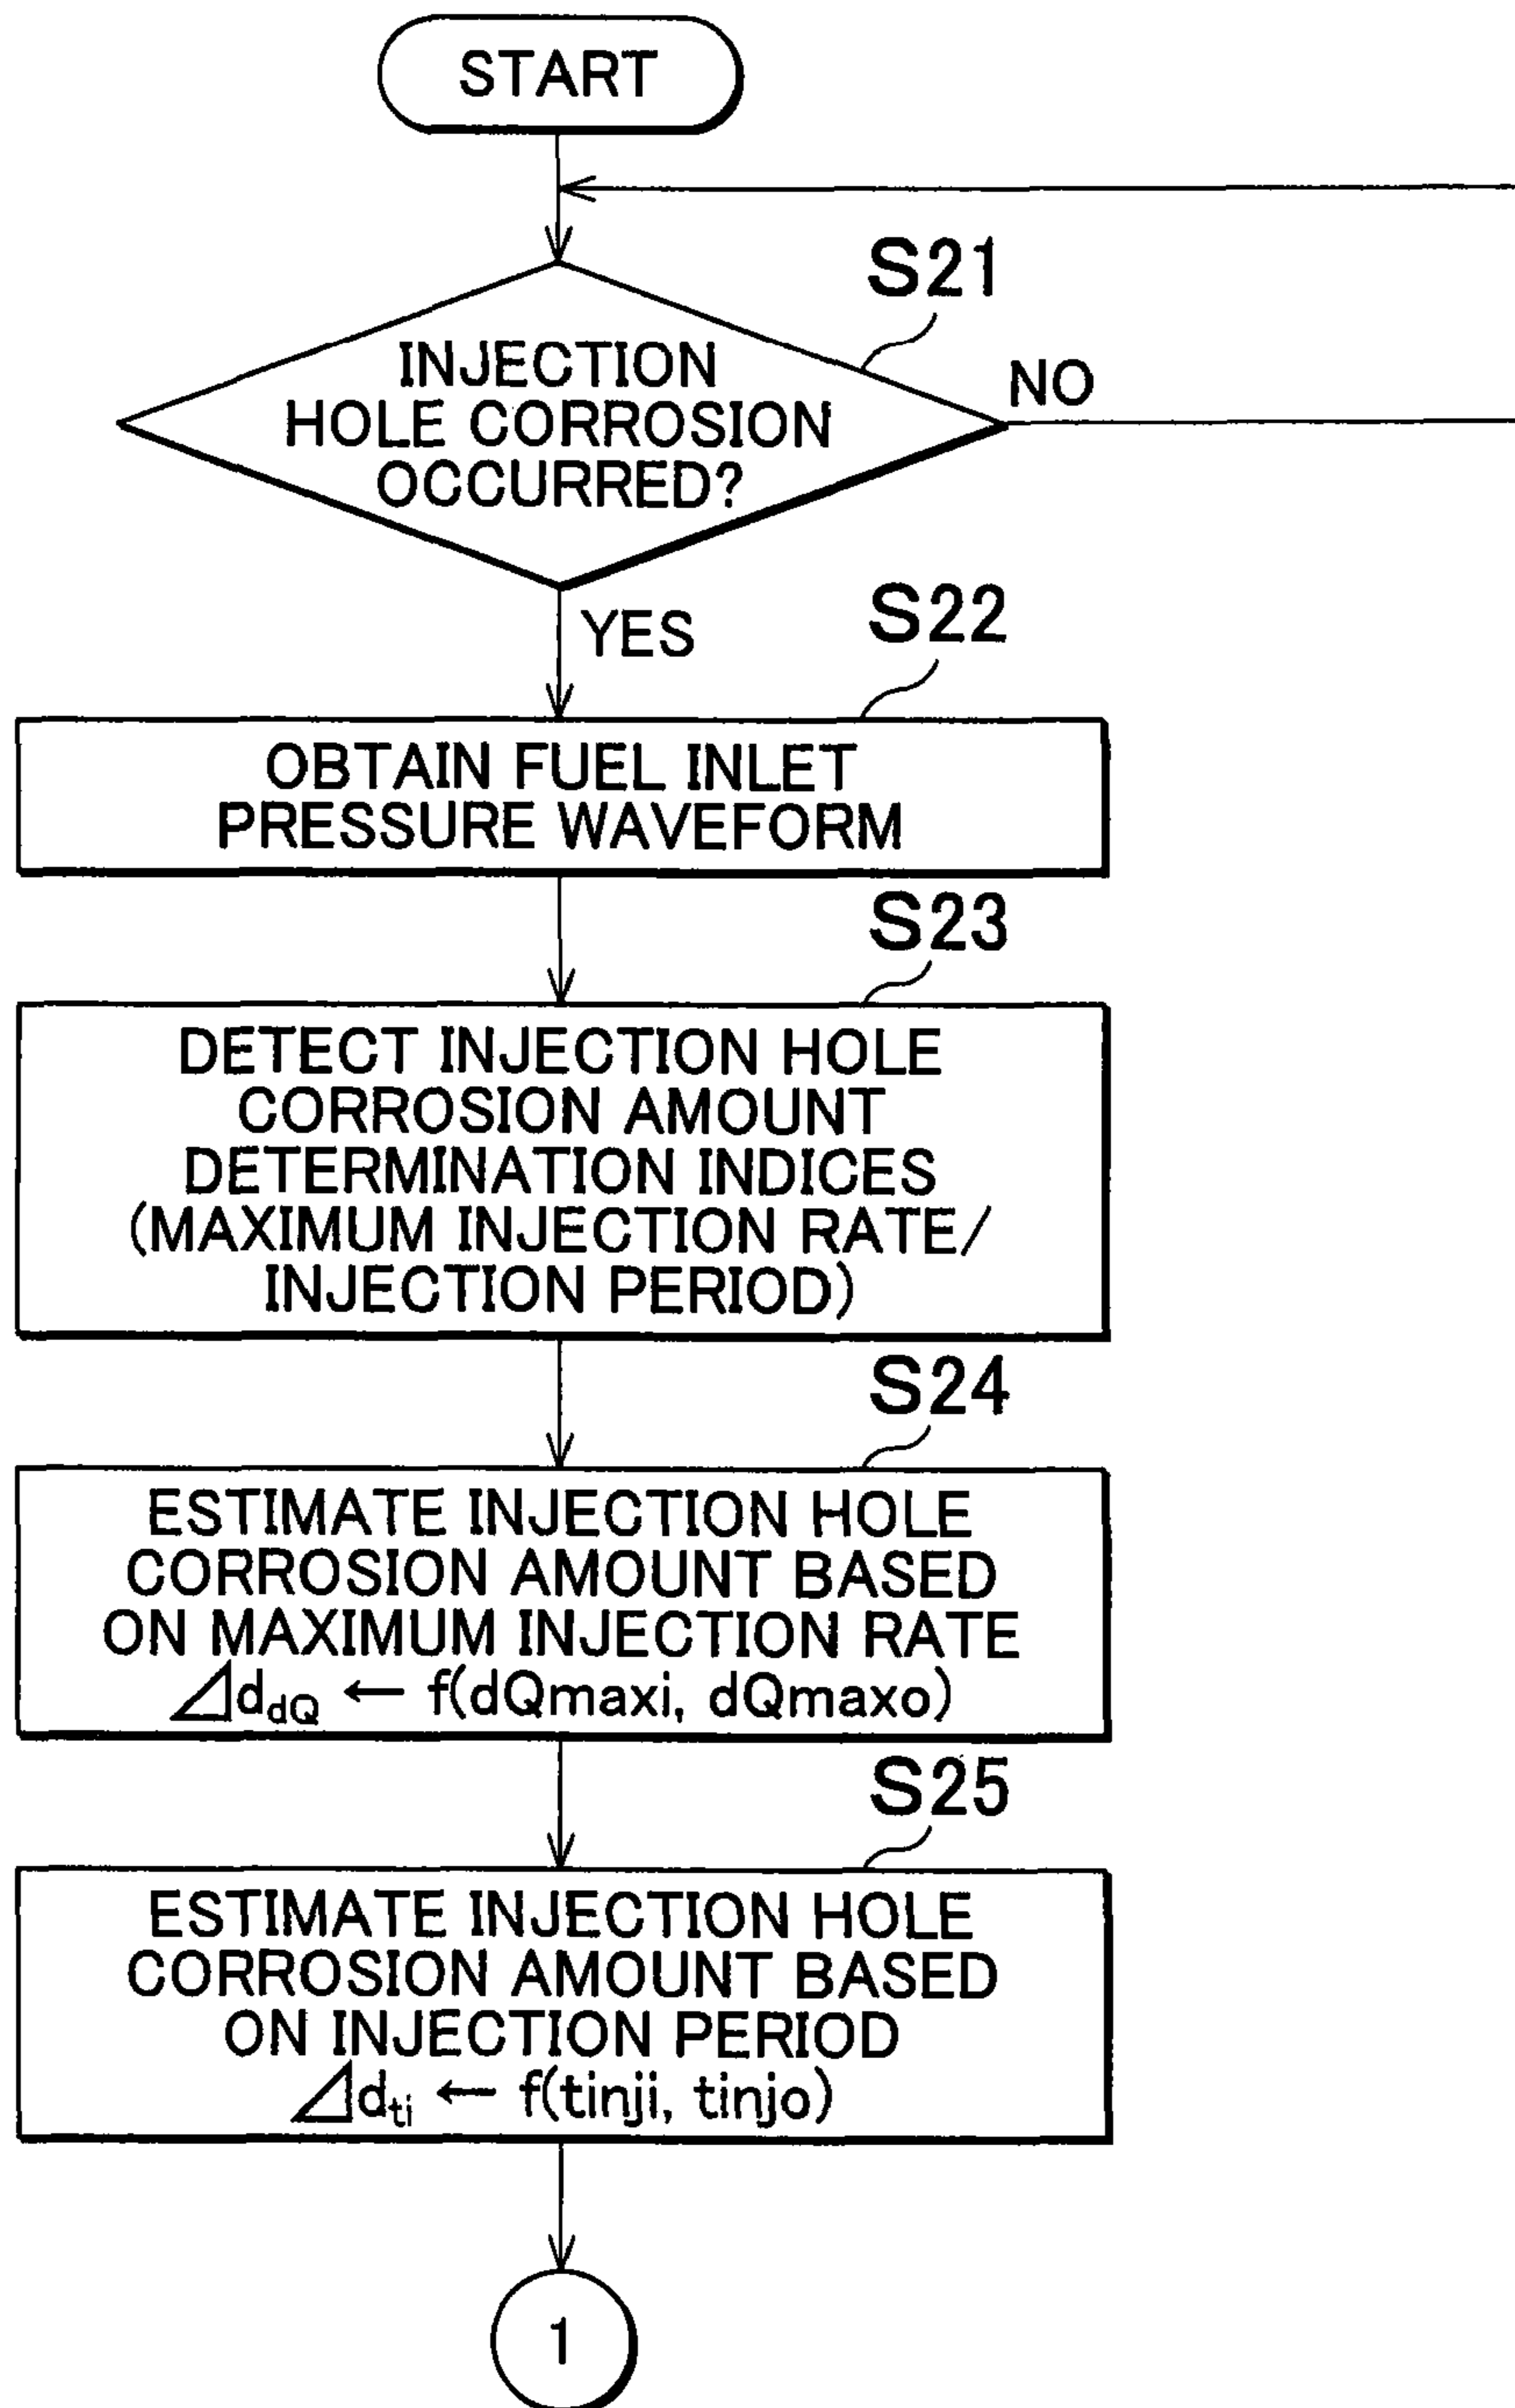 START
S21
INJECTION
HOLE CORROSION
OCCURRED?
NO
YES
S22
OBTAIN FUEL INLET
PRESSURE WAVEFORM
S23
DETECT INJECTION HOLE
CORROSION AMOUNT
DETERMINATION INDICES
(MAXIMUM INJECTION RATE/
INJECTION PERIOD)
S24
ESTIMATE INJECTION HOLE
CORROSION AMOUNT BASED
ON MAXIMUM INJECTION RATE
⊿d_dQ ← f(dQmaxi, dQmaxo)
S25
ESTIMATE INJECTION HOLE
CORROSION AMOUNT BASED
ON INJECTION PERIOD
⊿d_ti ← f(tinji, tinjo)
1